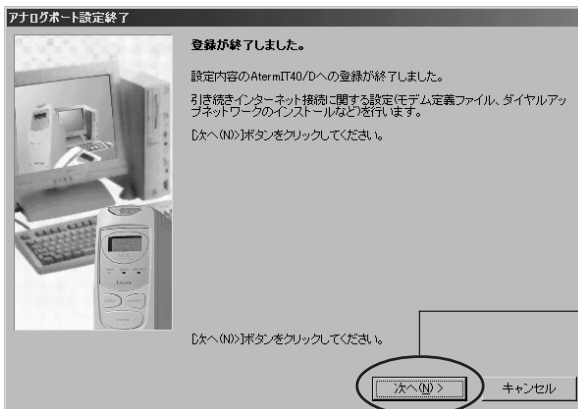 アナログポート設定終了
登録が終了しました。
設定内容のAtermIT40/Dへの登録が終了しました。
引き続きインターネット接続に関する設定(モデム定義ファイル、ダイヤルアッ
プネットワークのインストールなど)を行います。
[次へ(N)>]ボタンをクリックしてください。
[次へ(N)>]ボタンをクリックしてください。
次へ(N) >
キャンセル